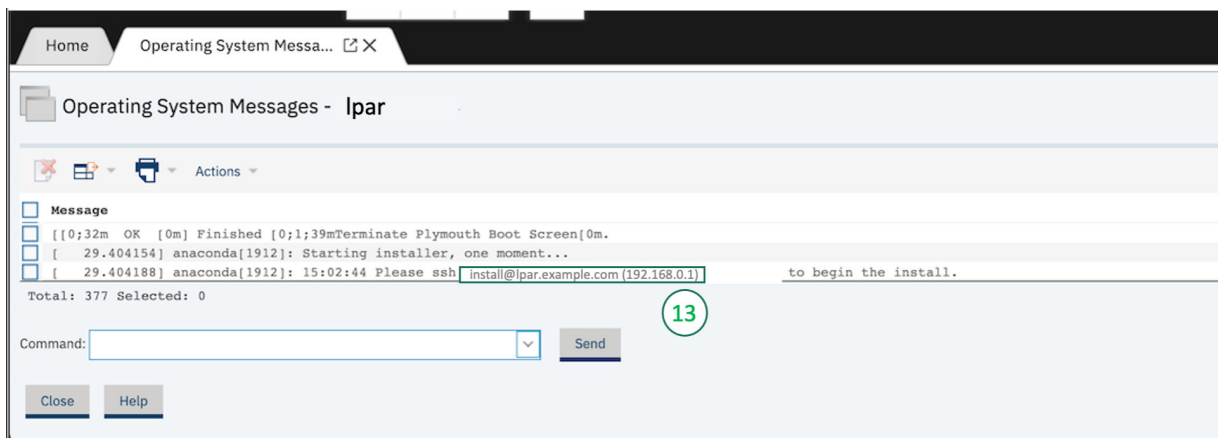 Home
Operating System Messa...
Operating System Messages - lpar
Actions
Message
[[0;32m  OK  [0m] Finished [0;1;39mTerminate Plymouth Boot Screen[0m.
[   29.404154] anaconda[1912]: Starting installer, one moment...
[   29.404188] anaconda[1912]: 15:02:44 Please ssh install@lpar.example.com (192.168.0.1) to begin the install.
Total: 377 Selected: 0
13
Command:
Send
Close
Help